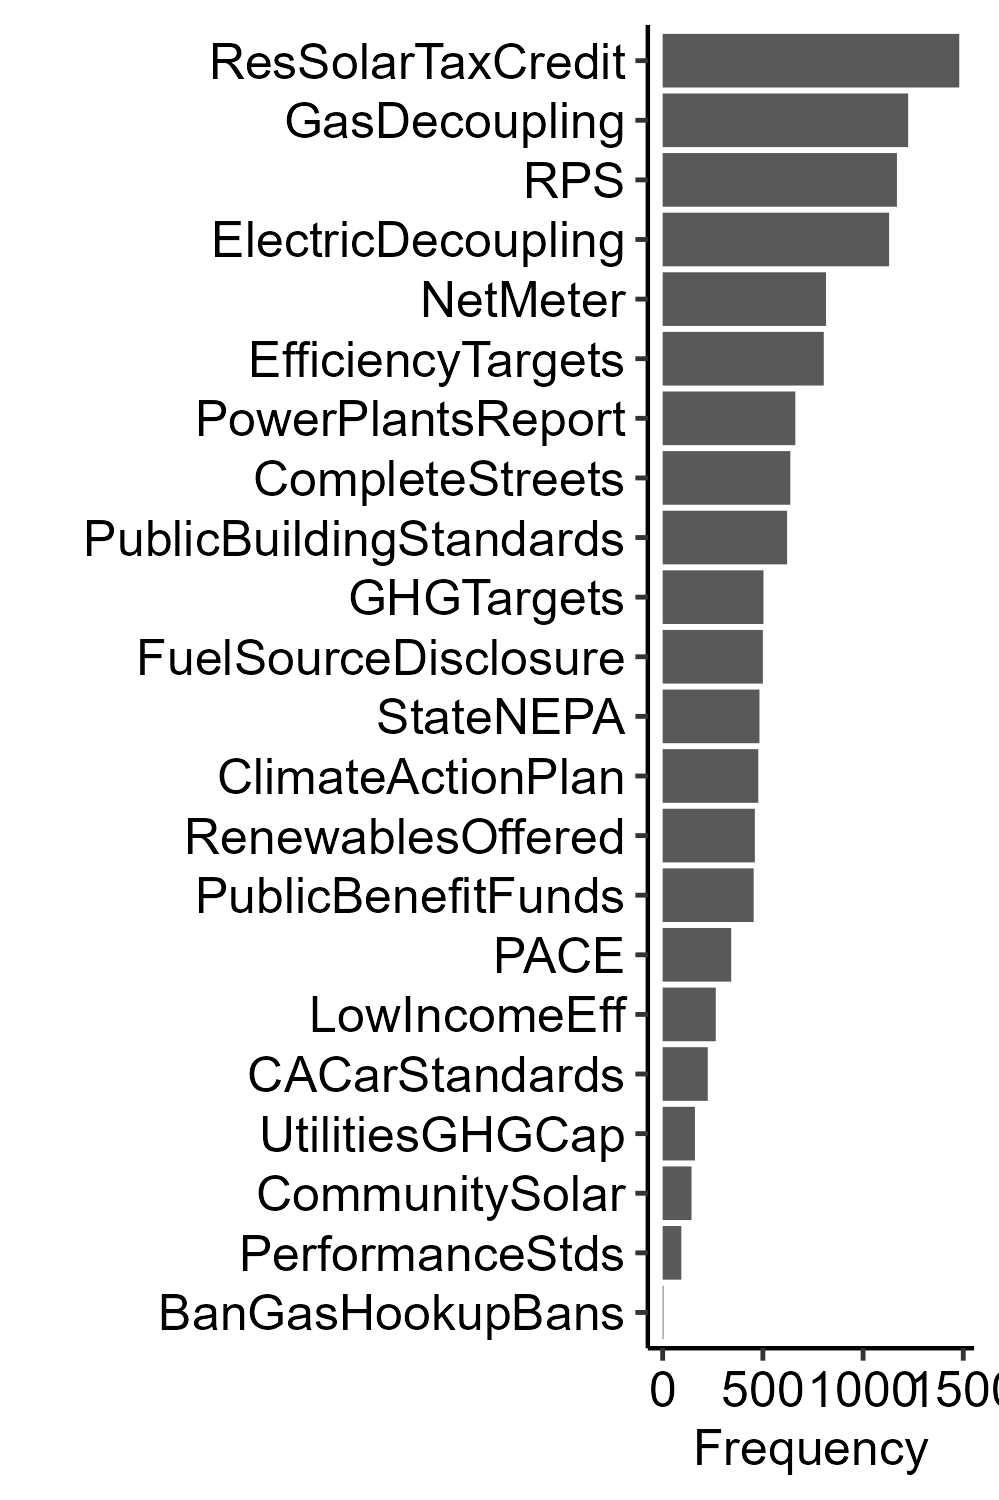 ResSolarTaxCredit
GasDecoupling
RPS
ElectricDecoupling
NetMeter
EfficiencyTargets
PowerPlantsReport
CompleteStreets
PublicBuildingStandards
GHGTargets
FuelSourceDisclosure
StateNEPA
ClimateActionPlan
RenewablesOffered
PublicBenefitFunds
PACE
LowIncomeEff
CACarStandards
UtilitiesGHGCap
CommunitySolar
PerformanceStds
BanGasHookupBans
0 500 1000 1500
Frequency